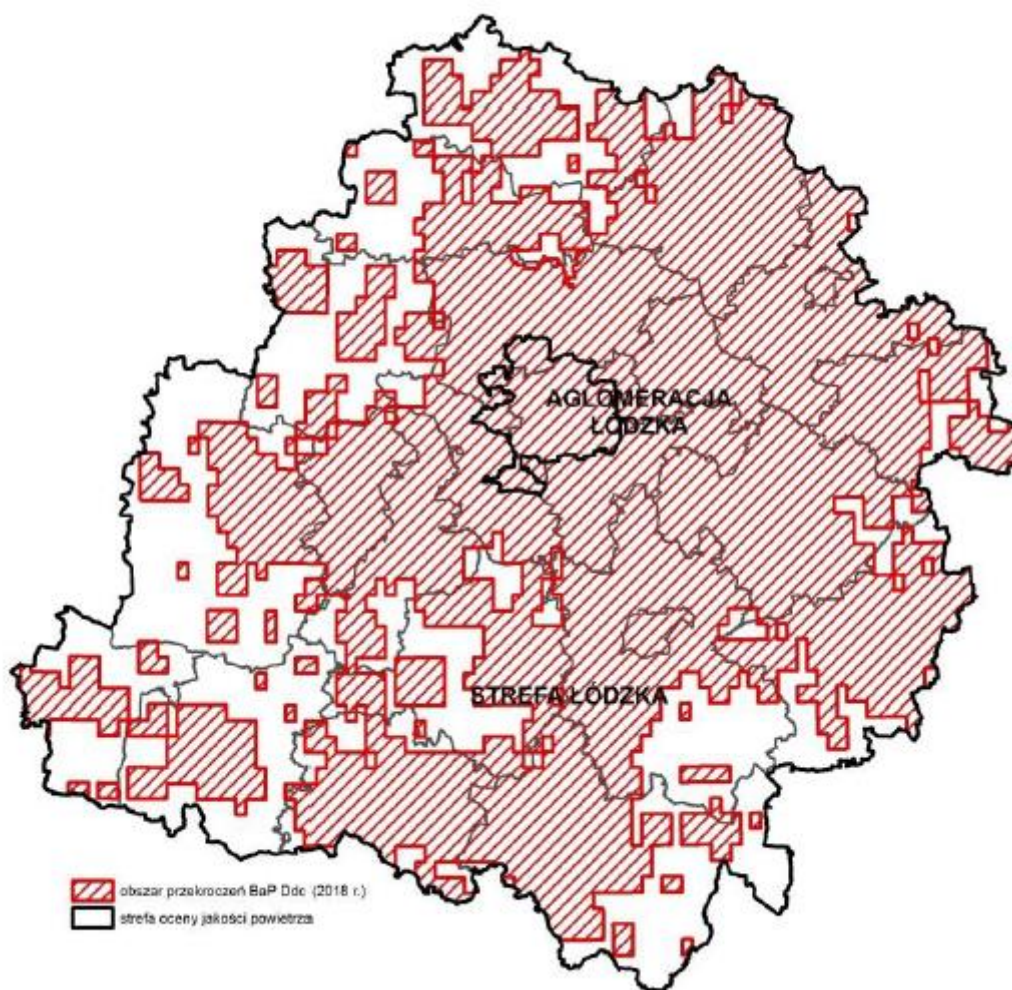 AGLOMERACJA
ŁÓDZKA
STREFA ŁÓDZKA
obszar przekroczeń BaP Ddc (2018 r.)
strefa oceny jakości powietrza